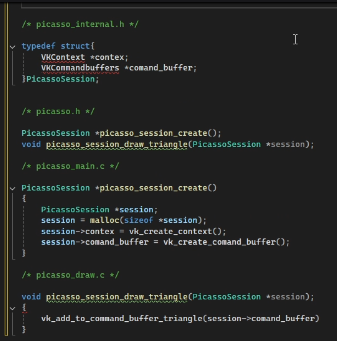 /* picasso_internal.h */
typedef struct{
VKContext *contex;
VKCommandbuffers *comand_buffer;
}PicassoSession;
/* picasso.h */
PicassoSession *picasso_session_create();
void picasso_session_draw_triangle(PicassoSession *session);
/* picasso_main.c */
PicassoSession *picasso_session_create()
{
PicassoSession *session;
session = malloc(sizeof *session);
session->contex = vk_create_context();
session->comand_buffer = vk_create_comand_buffer();
}
/* picasso_draw.c */
void picasso_session_draw_triangle(PicassoSession *session);
{
vk_add_to_command_buffer_triangle(session->comand_buffer)
}